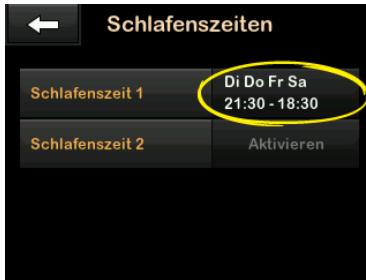 Schlafenszeiten
Schlafenszeit 1
Di Do Fr Sa
21:30 - 18:30
Schlafenszeit 2
Aktivieren